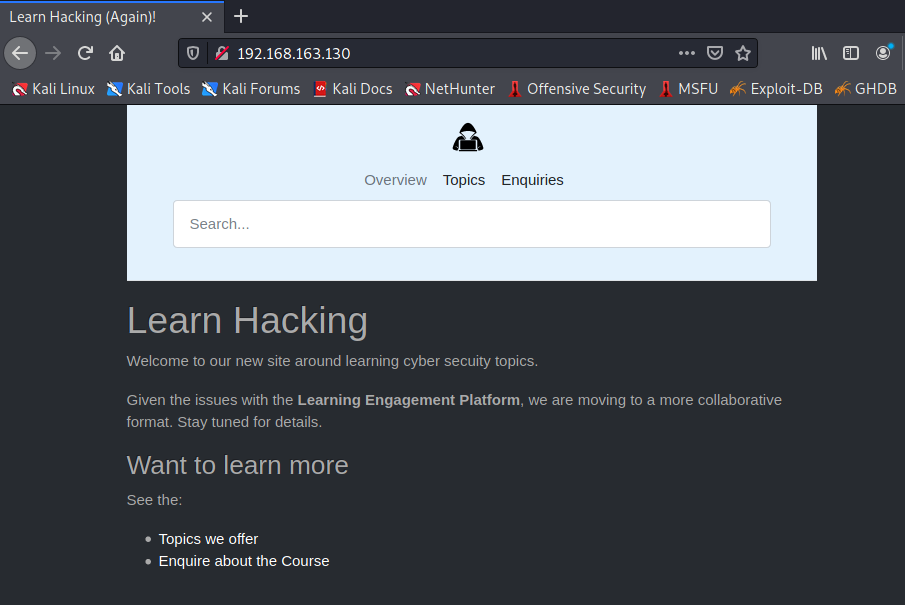 Learn Hacking (Again)!
192.168.163.130
Kali Linux Kali Tools Kali Forums Kali Docs NetHunter Offensive Security MSFU Exploit-DB GHDB
Overview Topics Enquiries
Search...
Learn Hacking
Welcome to our new site around learning cyber secuity topics.
Given the issues with the Learning Engagement Platform, we are moving to a more collaborative
format. Stay tuned for details.
Want to learn more
See the:
Topics we offer
Enquire about the Course